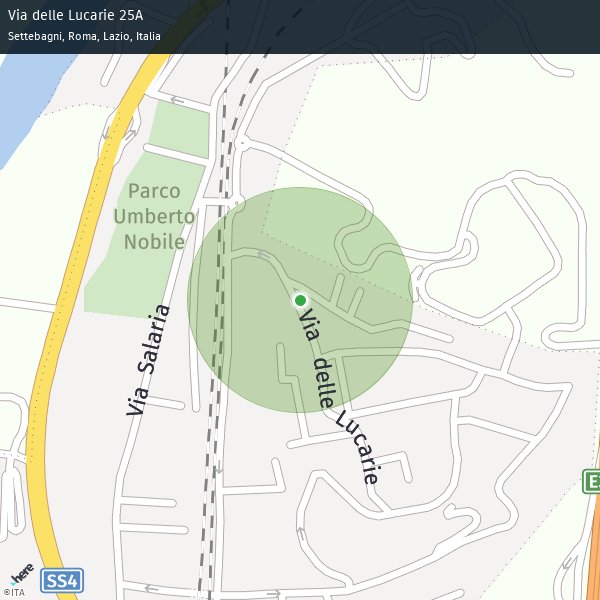 Via delle Lucarie 25A
Settebagni, Roma, Lazio, Italia
Parco
Umberto
Nobile
Via Salaria
Via delle Lucarie
here
SS4
©ITA